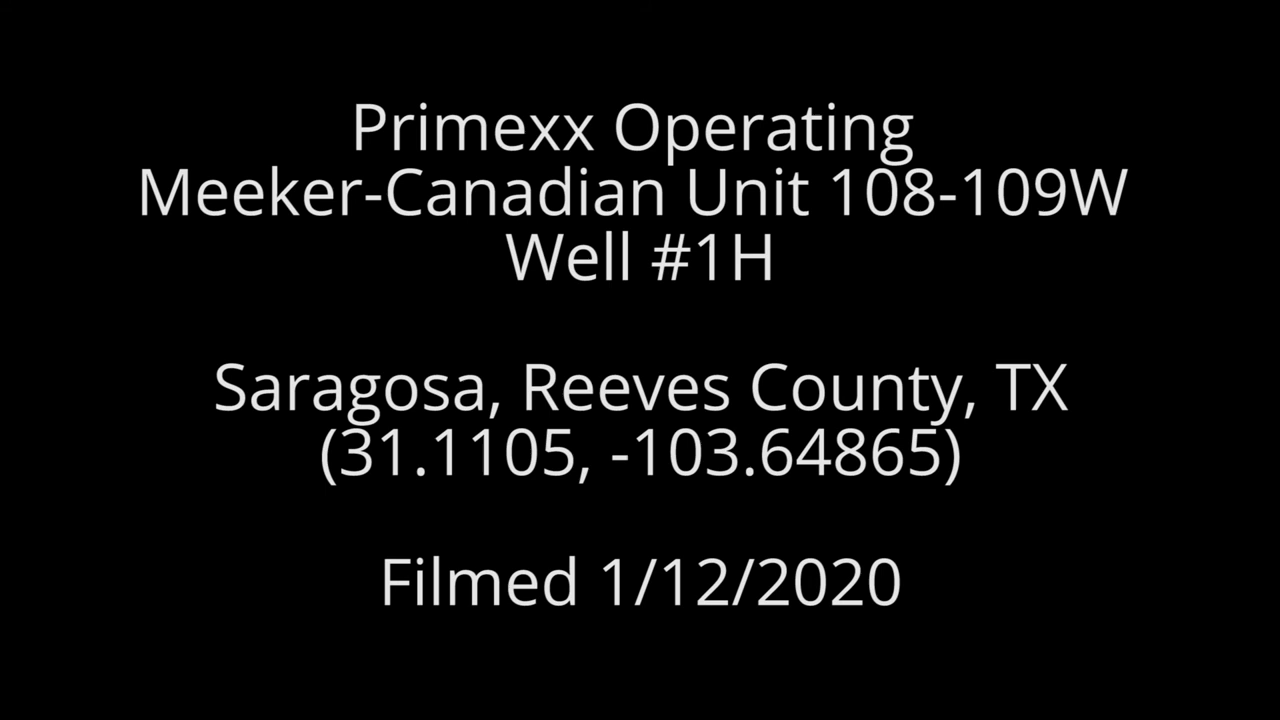 Primexx Operating
Meeker-Canadian Unit 108-109W
Well #1H
Saragosa, Reeves County, TX
(31.1105, -103.64865)
Filmed 1/12/2020